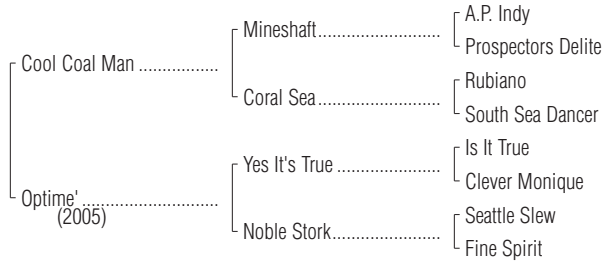 A.P. Indy
Mineshaft
Prospectors Delite
Cool Coal Man
Rubiano
Coral Sea
South Sea Dancer
Is It True
Yes It's True
Clever Monique
Optime'
(2005)
Seattle Slew
Noble Stork
Fine Spirit